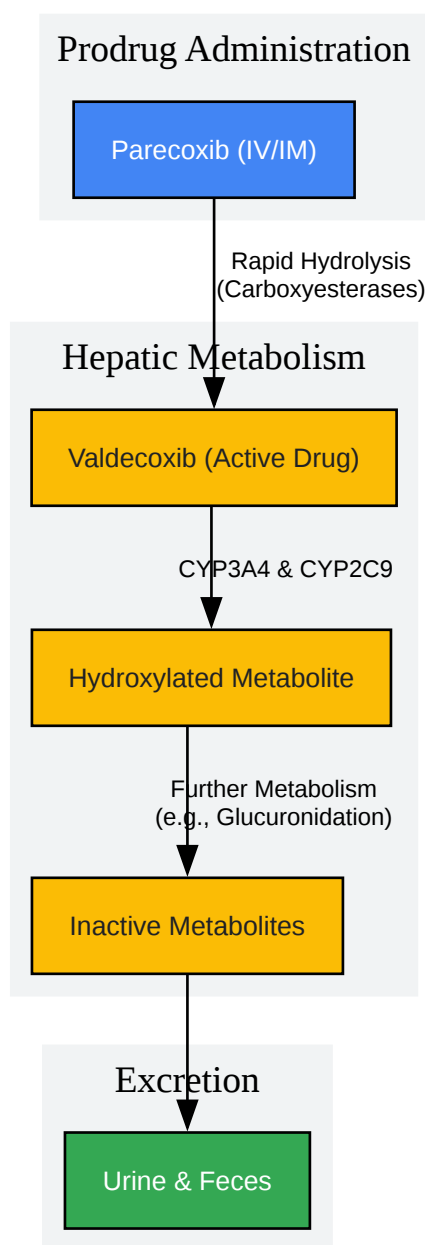 Prodrug Administration
Parecoxib (IV/IM)
Rapid Hydrolysis
(Carboxyesterases)
Hepatic Metabolism
Valdecoxib (Active Drug)
CYP3A4 & CYP2C9
Hydroxylated Metabolite
Further Metabolism
(e.g., Glucuronidation)
Inactive Metabolites
Excretion
Urine & Feces